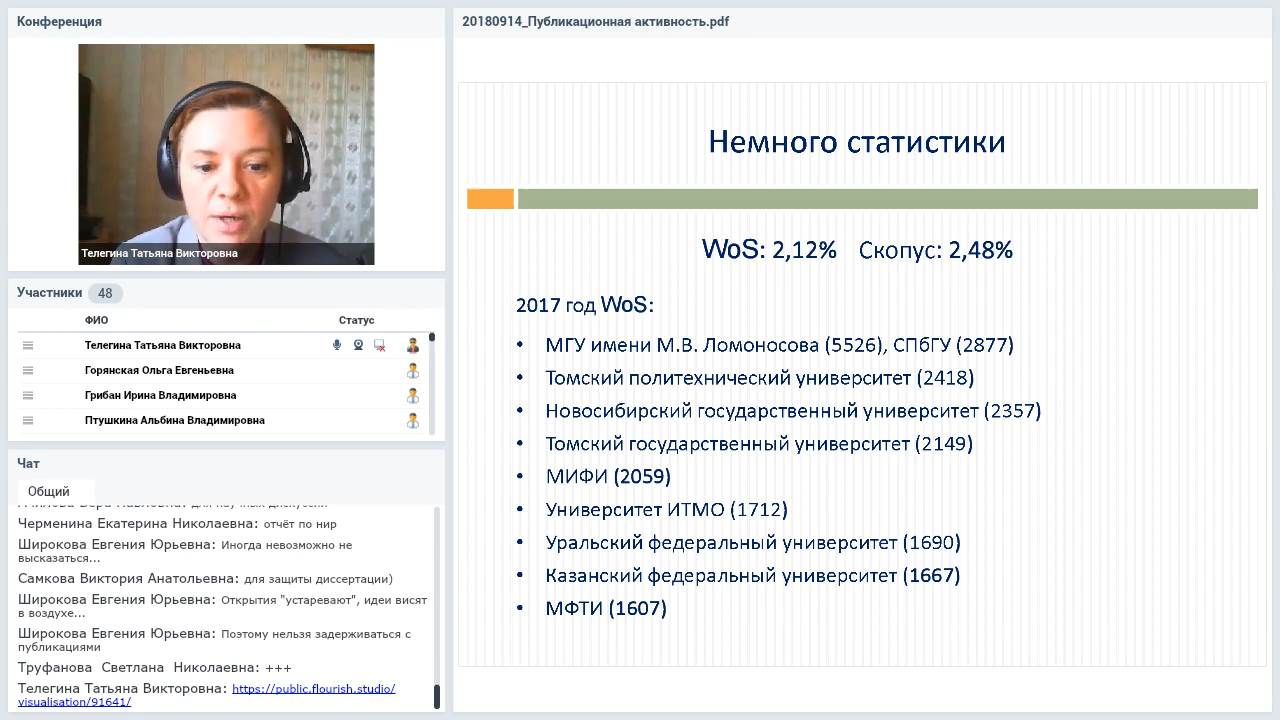 Конференция
Телегина Татьяна Викторовна
Участники 48
ФИО Статус
Телегина Татьяна Викторовна
Горянская Ольга Евгеньевна
Грибан Ирина Владимировна
Птушкина Альбина Владимировна
Чат
Общий
Черменина Екатерина Николаевна: отчёт по нир
Широкова Евгения Юрьевна: Иногда невозможно не
высказаться...
Самкова Виктория Анатольевна: для защиты диссертации)
Широкова Евгения Юрьевна: Открытия "устаревают", идеи висят
в воздухе...
Широкова Евгения Юрьевна: Поэтому нельзя задерживаться с
публикациями
Труфанова Светлана Николаевна: +++
Телегина Татьяна Викторовна: https://public.flourish.studio/
visualisation/91641/
20180914_Публикационная активность.pdf
Немного статистики
WoS: 2,12% Скопус: 2,48%
2017 год WoS:
• МГУ имени М.В. Ломоносова (5526), СПбГУ (2877)
• Томский политехнический университет (2418)
• Новосибирский государственный университет (2357)
• Томский государственный университет (2149)
• МИФИ (2059)
• Университет ИТМО (1712)
• Уральский федеральный университет (1690)
• Казанский федеральный университет (1667)
• МФТИ (1607)